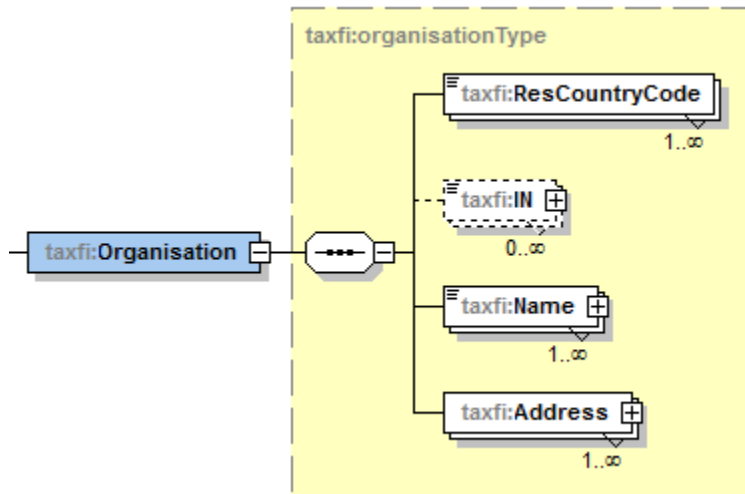 taxfi:organisationType
taxfi:ResCountryCode
1..∞
taxfi:IN
0..∞
taxfi:Organisation
taxfi:Name
1..∞
taxfi:Address
1..∞